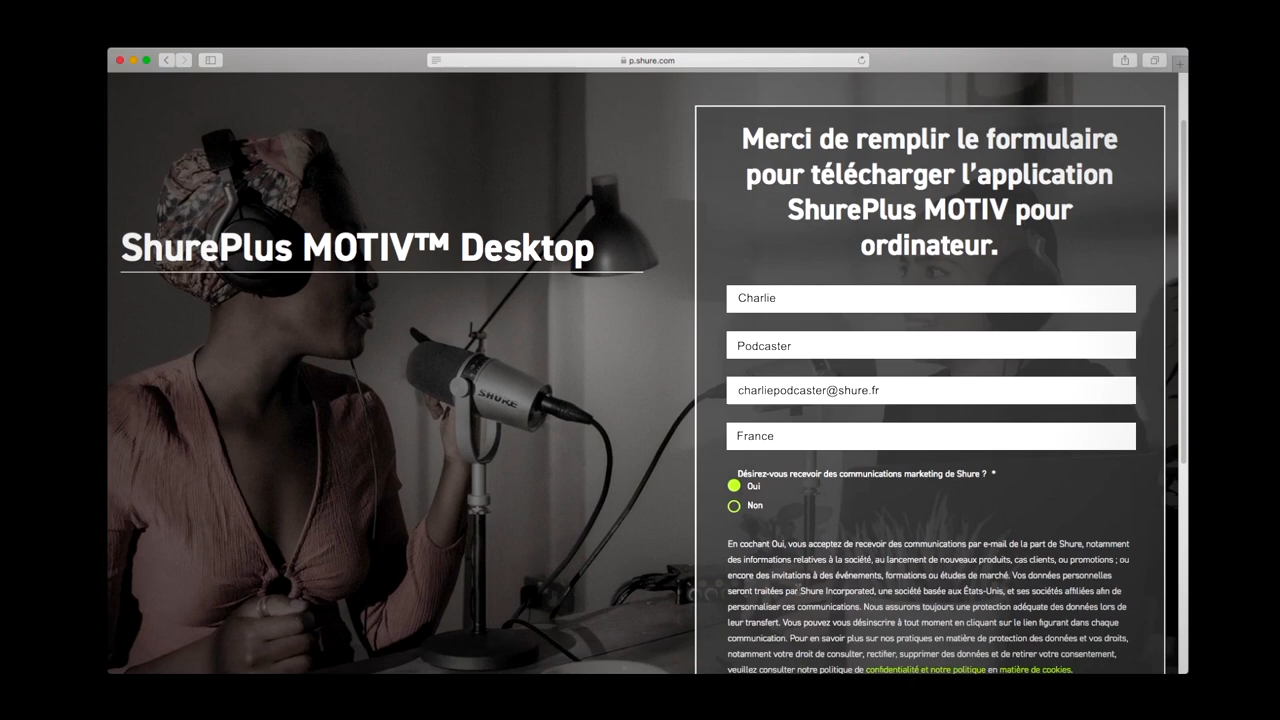 p.shure.com
Merci de remplir le formulaire
pour télécharger l’application
ShurePlus MOTIV pour
ordinateur.
ShurePlus MOTIV™ Desktop
SHURE
Charlie
Podcaster
charliepodcaster@shure.fr
France
Désirez-vous recevoir des communications marketing de Shure ? *
Oui
Non
En cochant Oui, vous acceptez de recevoir des communications par e-mail de la part de Shure, notamment
des informations relatives à la société, au lancement de nouveaux produits, cas clients, ou promotions ; ou
encore des invitations à des événements, formations ou études de marché. Vos données personnelles
seront traitées par Shure Incorporated, une société basée aux États-Unis, et ses sociétés affiliées afin de
personnaliser ces communications. Nous assurons toujours une protection adéquate des données lors de
leur transfert. Vous pouvez vous désinscrire à tout moment en cliquant sur le lien figurant dans chaque
communication. Pour en savoir plus sur nos pratiques en matière de protection des données et vos droits,
notamment votre droit de consulter, rectifier, supprimer des données et de retirer votre consentement,
veuillez consulter notre politique de confidentialité et notre politique en matière de cookies.